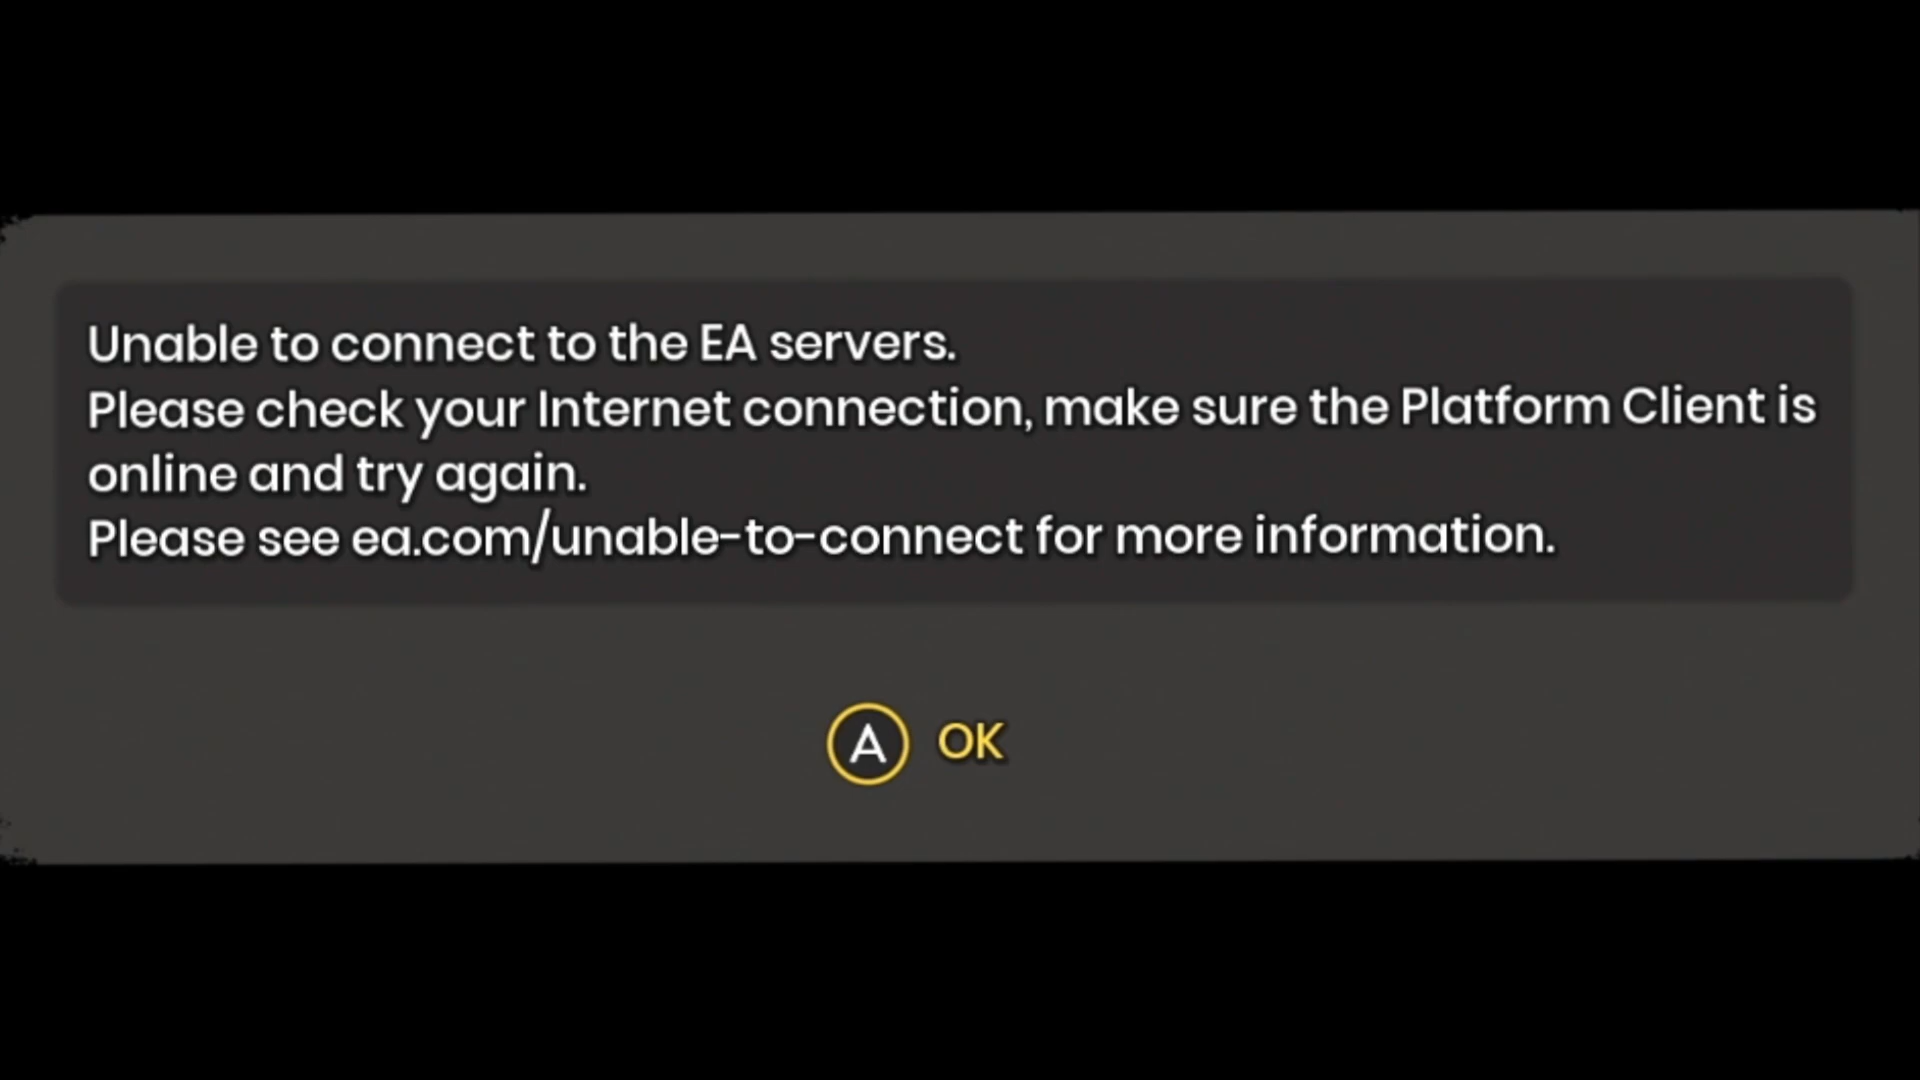 Unable to connect to the EA servers.
Please check your Internet connection, make sure the Platform Client is
online and try again.
Please see ea.com/unable-to-connect for more information.
A OK